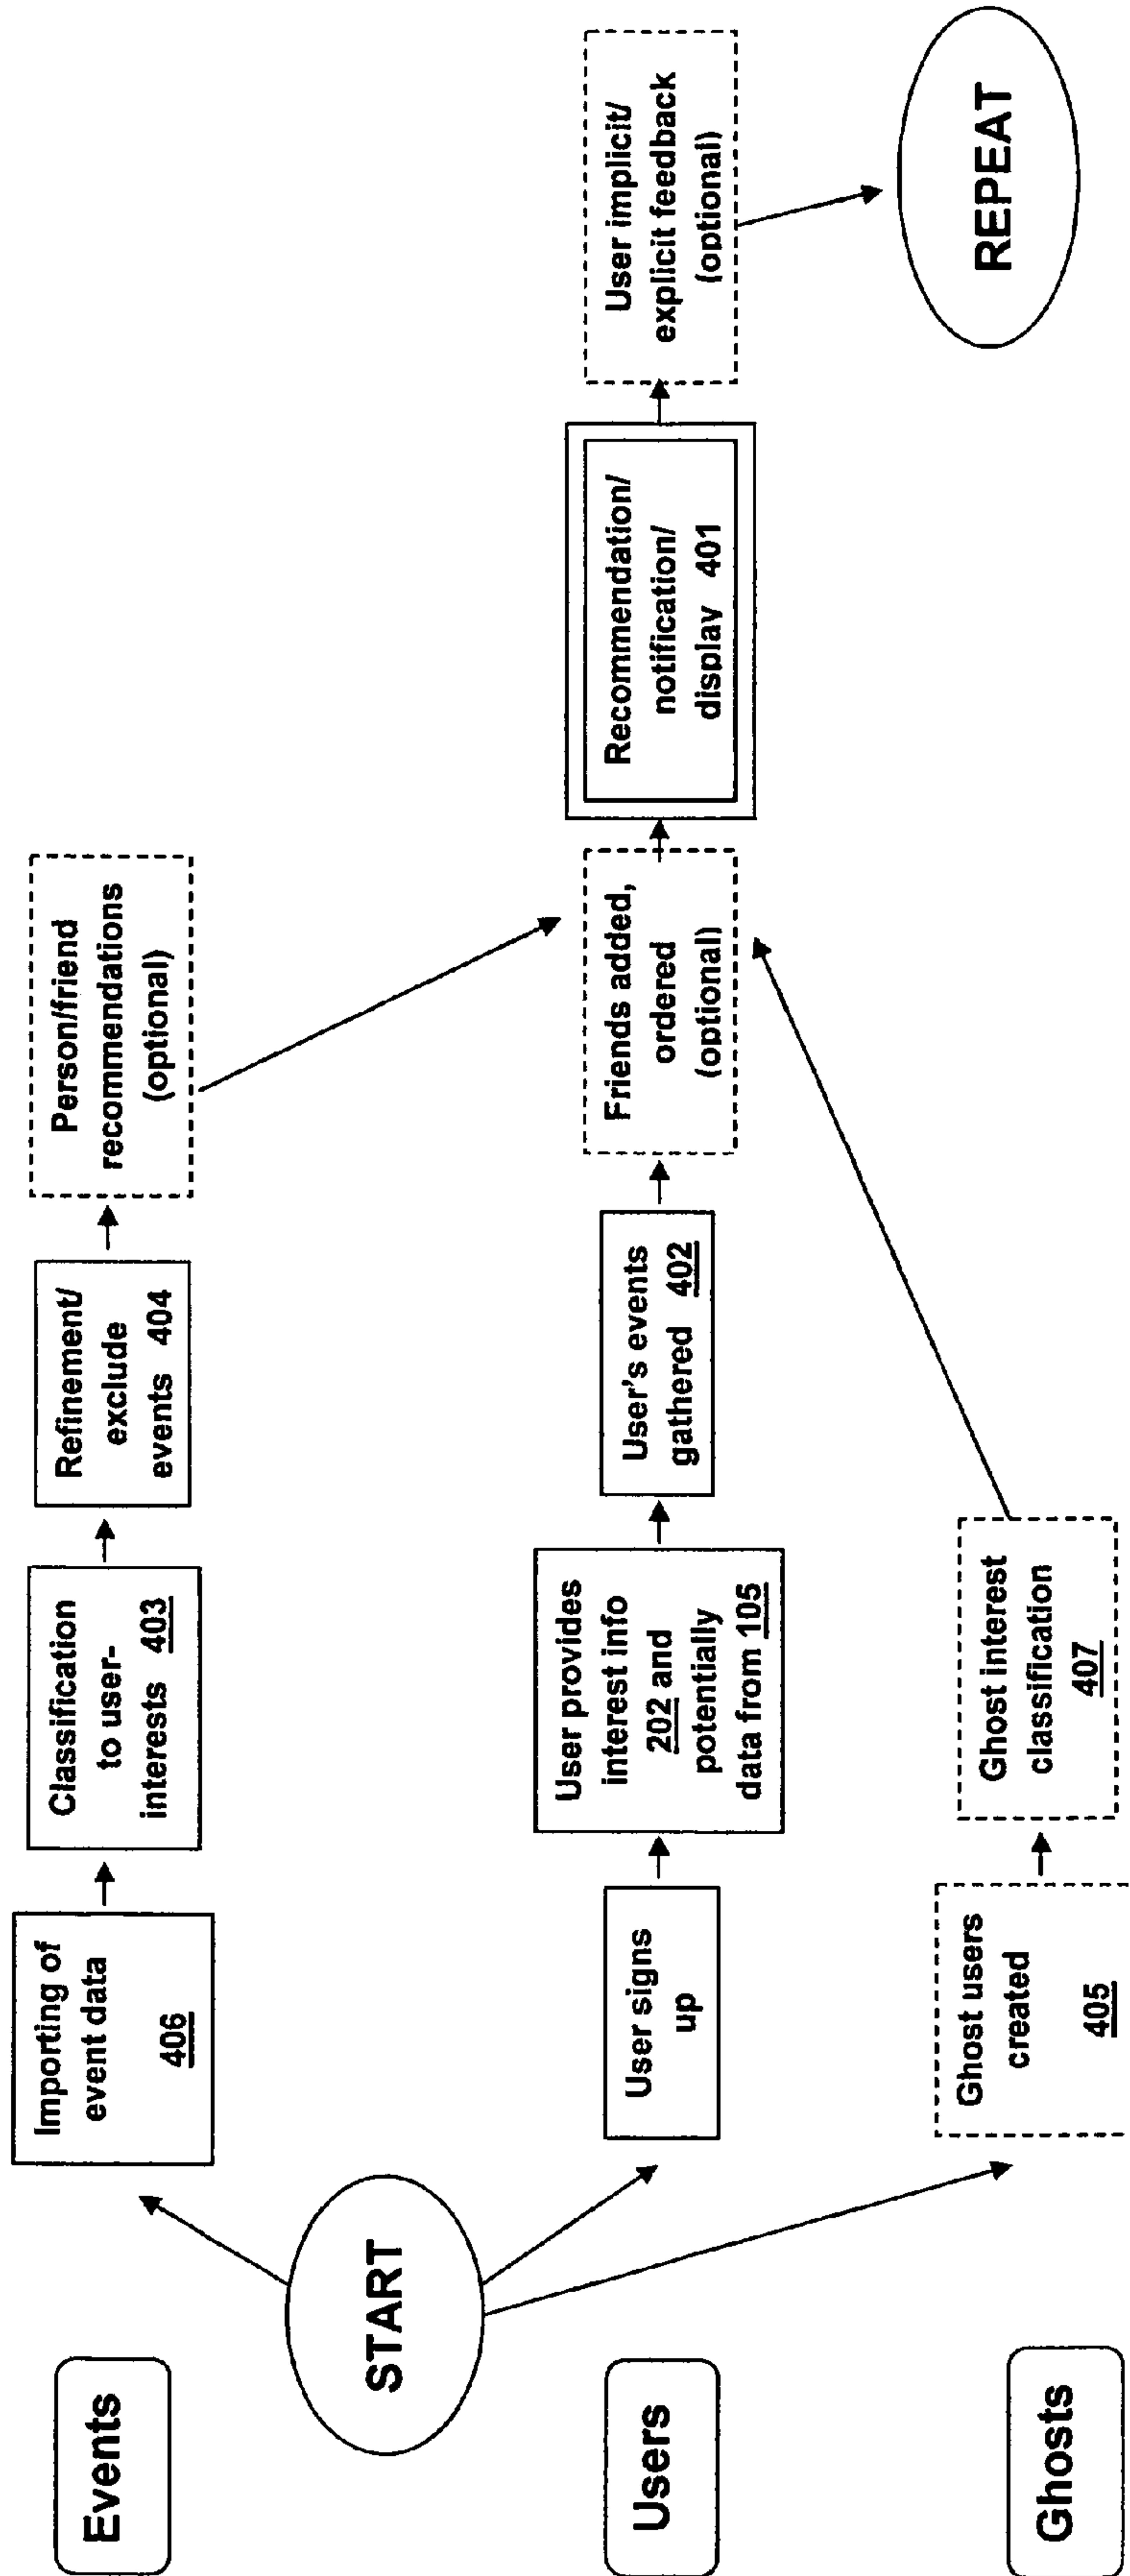 Events
Importing of
event data
406
Classification
to user-
interests 403
Refinement/
exclude
events 404
Person/friend
recommendations
(optional)
START
Users
User signs
up
User provides
interest info
202 and
potentially
data from 105
User's events
gathered 402
Friends added,
ordered
(optional)
Recommendation/
notification/
display 401
User implicit/
explicit feedback
(optional)
REPEAT
Ghosts
Ghost users
created
405
Ghost interest
classification
407